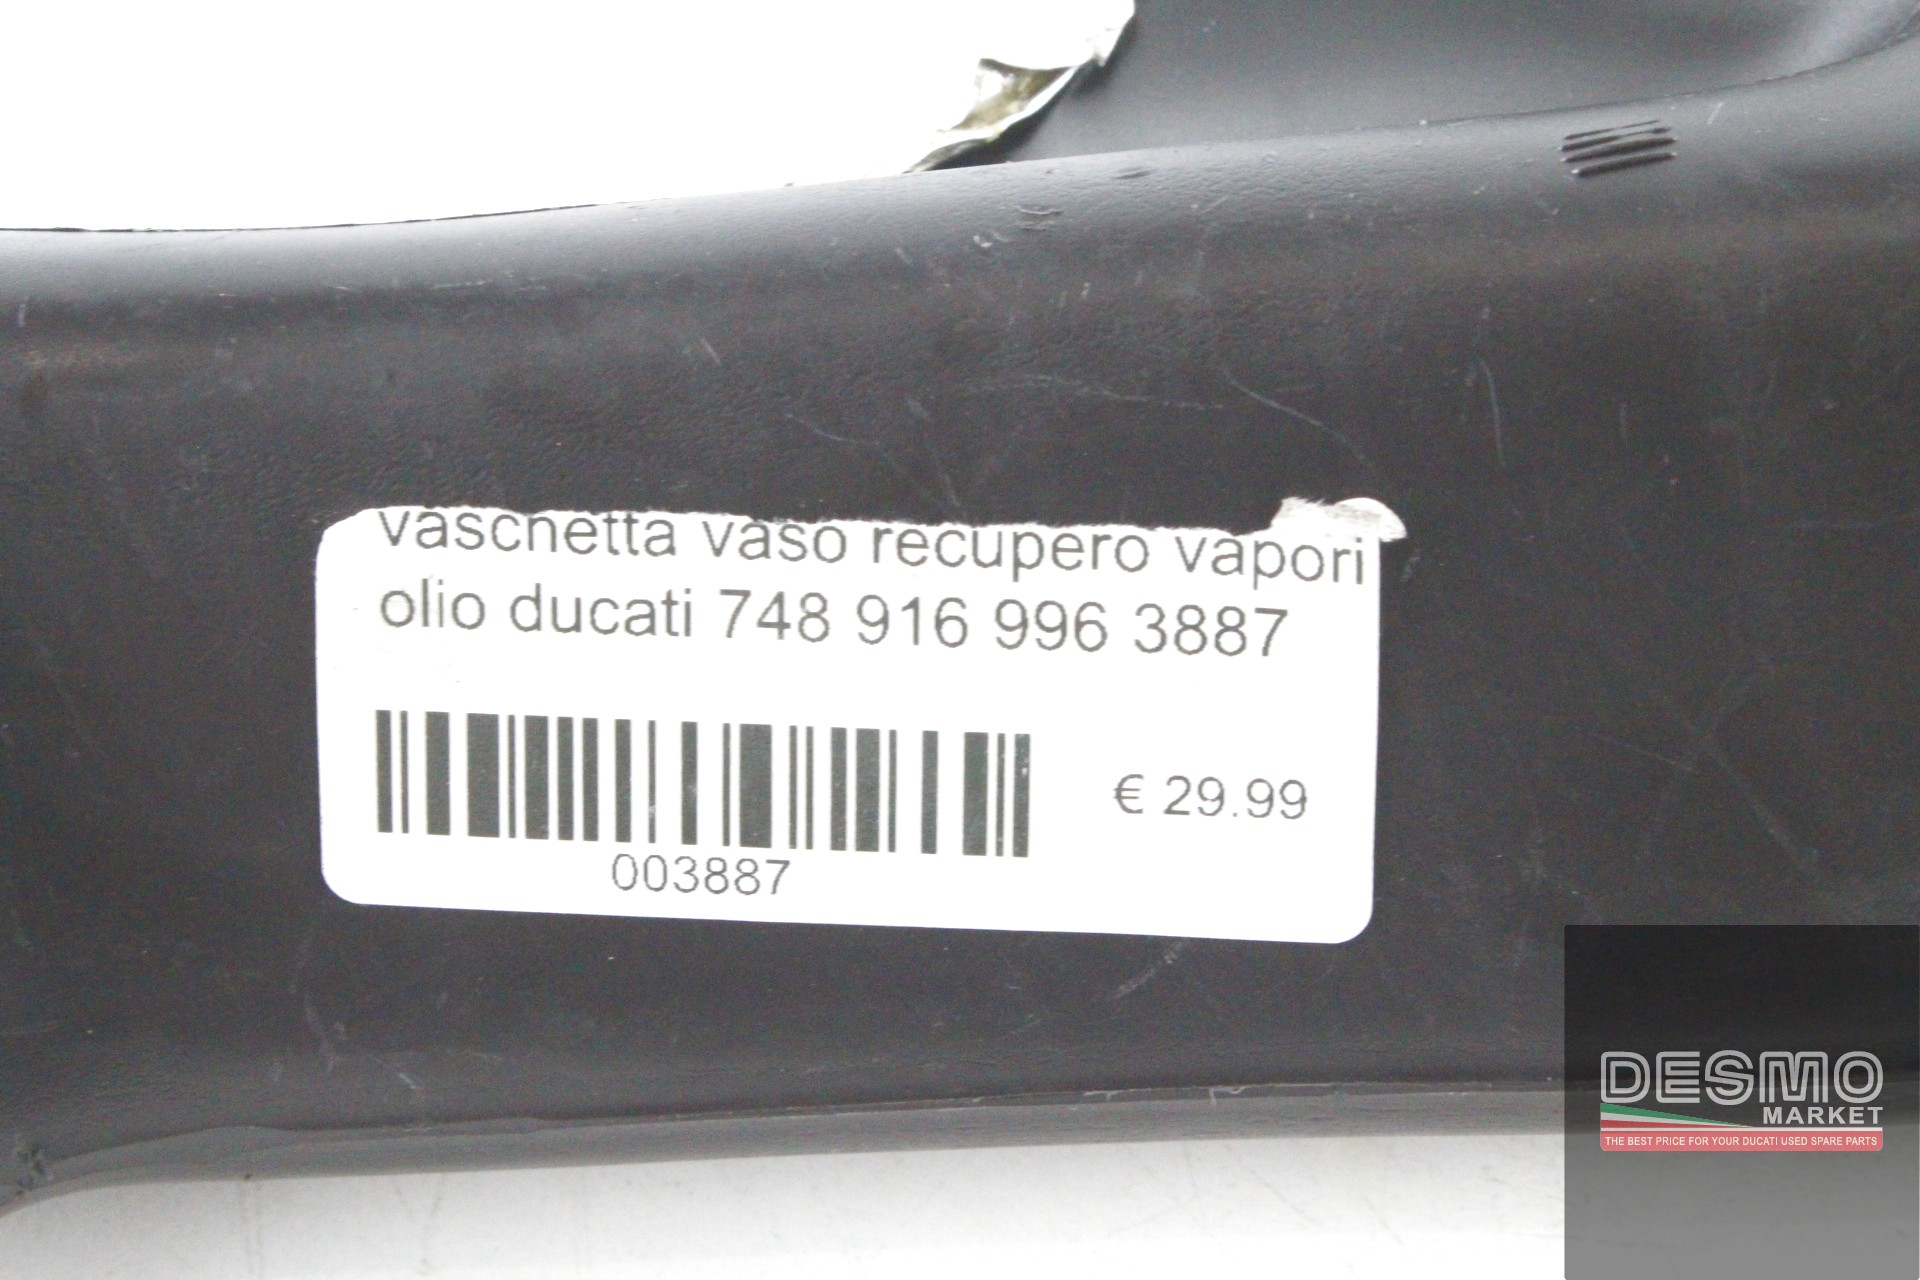 vaschetta vaso recupero vapori
olio ducati 748 916 996 3887
€ 29.99
003887
DESMO
MARKET
THE BEST PRICE FOR YOUR DUCATI USED SPARE PARTS